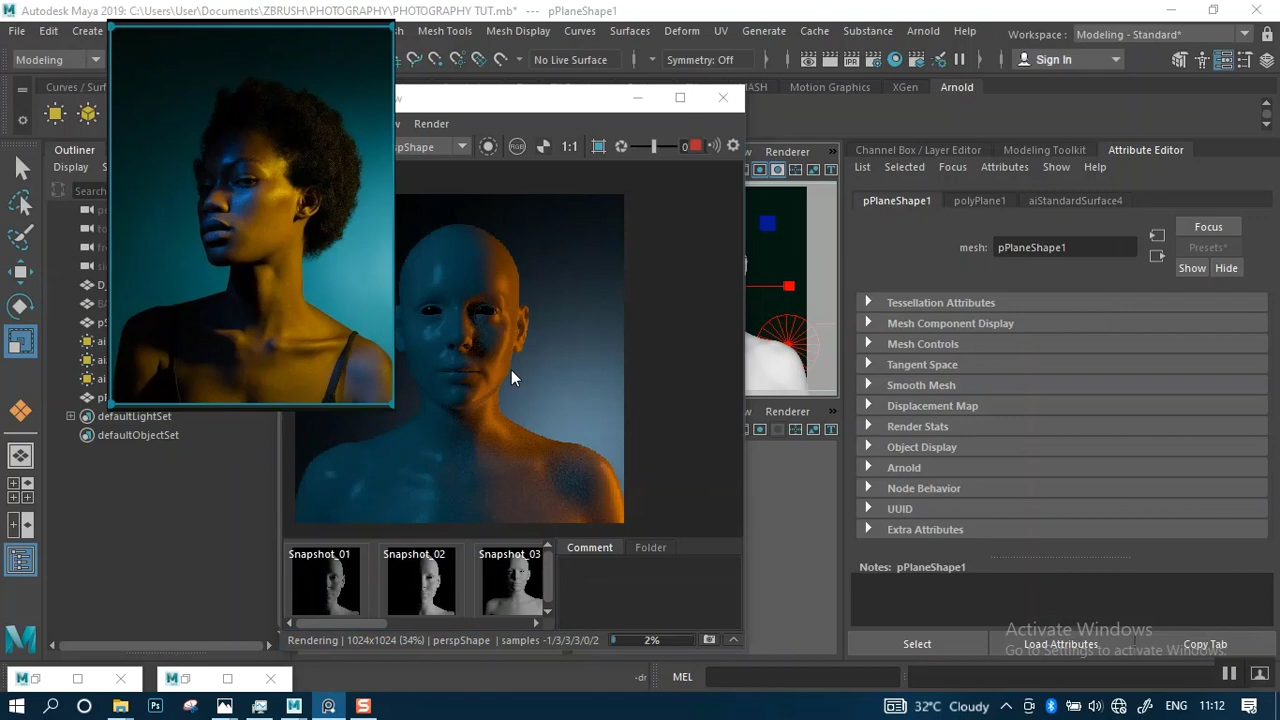 Autodesk Maya 2019: C:\Users\User\Documents\ZBRUSH\PHOTOGRAPHY\PHOTOGRAPHY TUT.mb* --- pPlaneShape1
File Edit Create Mesh Tools Mesh Display Curves Surfaces Deform UV Generate Cache Substance Arnold Help Workspace : Modeling - Standard*
Modeling No Live Surface Symmetry: Off Sign In
Curves / Surf MASH Motion Graphics XGen Arnold
Render
Outliner Renderer Channel Box / Layer Editor Modeling Toolkit Attribute Editor
Display pShape 1:1 0 List Selected Focus Attributes Show Help
Search...
pPlaneShape1 polyPlane1 aiStandardSurface4
Focus
mesh: pPlaneShape1 Presets*
Show Hide
Tessellation Attributes
Mesh Component Display
Mesh Controls
Tangent Space
Smooth Mesh
Displacement Map
Render Stats
Object Display
Arnold
Node Behavior
UUID
Extra Attributes
defaultLightSet
defaultObjectSet
Renderer
Snapshot_01 Snapshot_02 Snapshot_03 Comment Folder
Notes: pPlaneShape1
Rendering | 1024x1024 (34%) | perspShape | samples -1/3/3/3/0/2 2%
Select Load Attributes Copy Tab
Activate Windows
Go to Settings to activate Windows.
-dr MEL
32°C Cloudy ENG 11:12